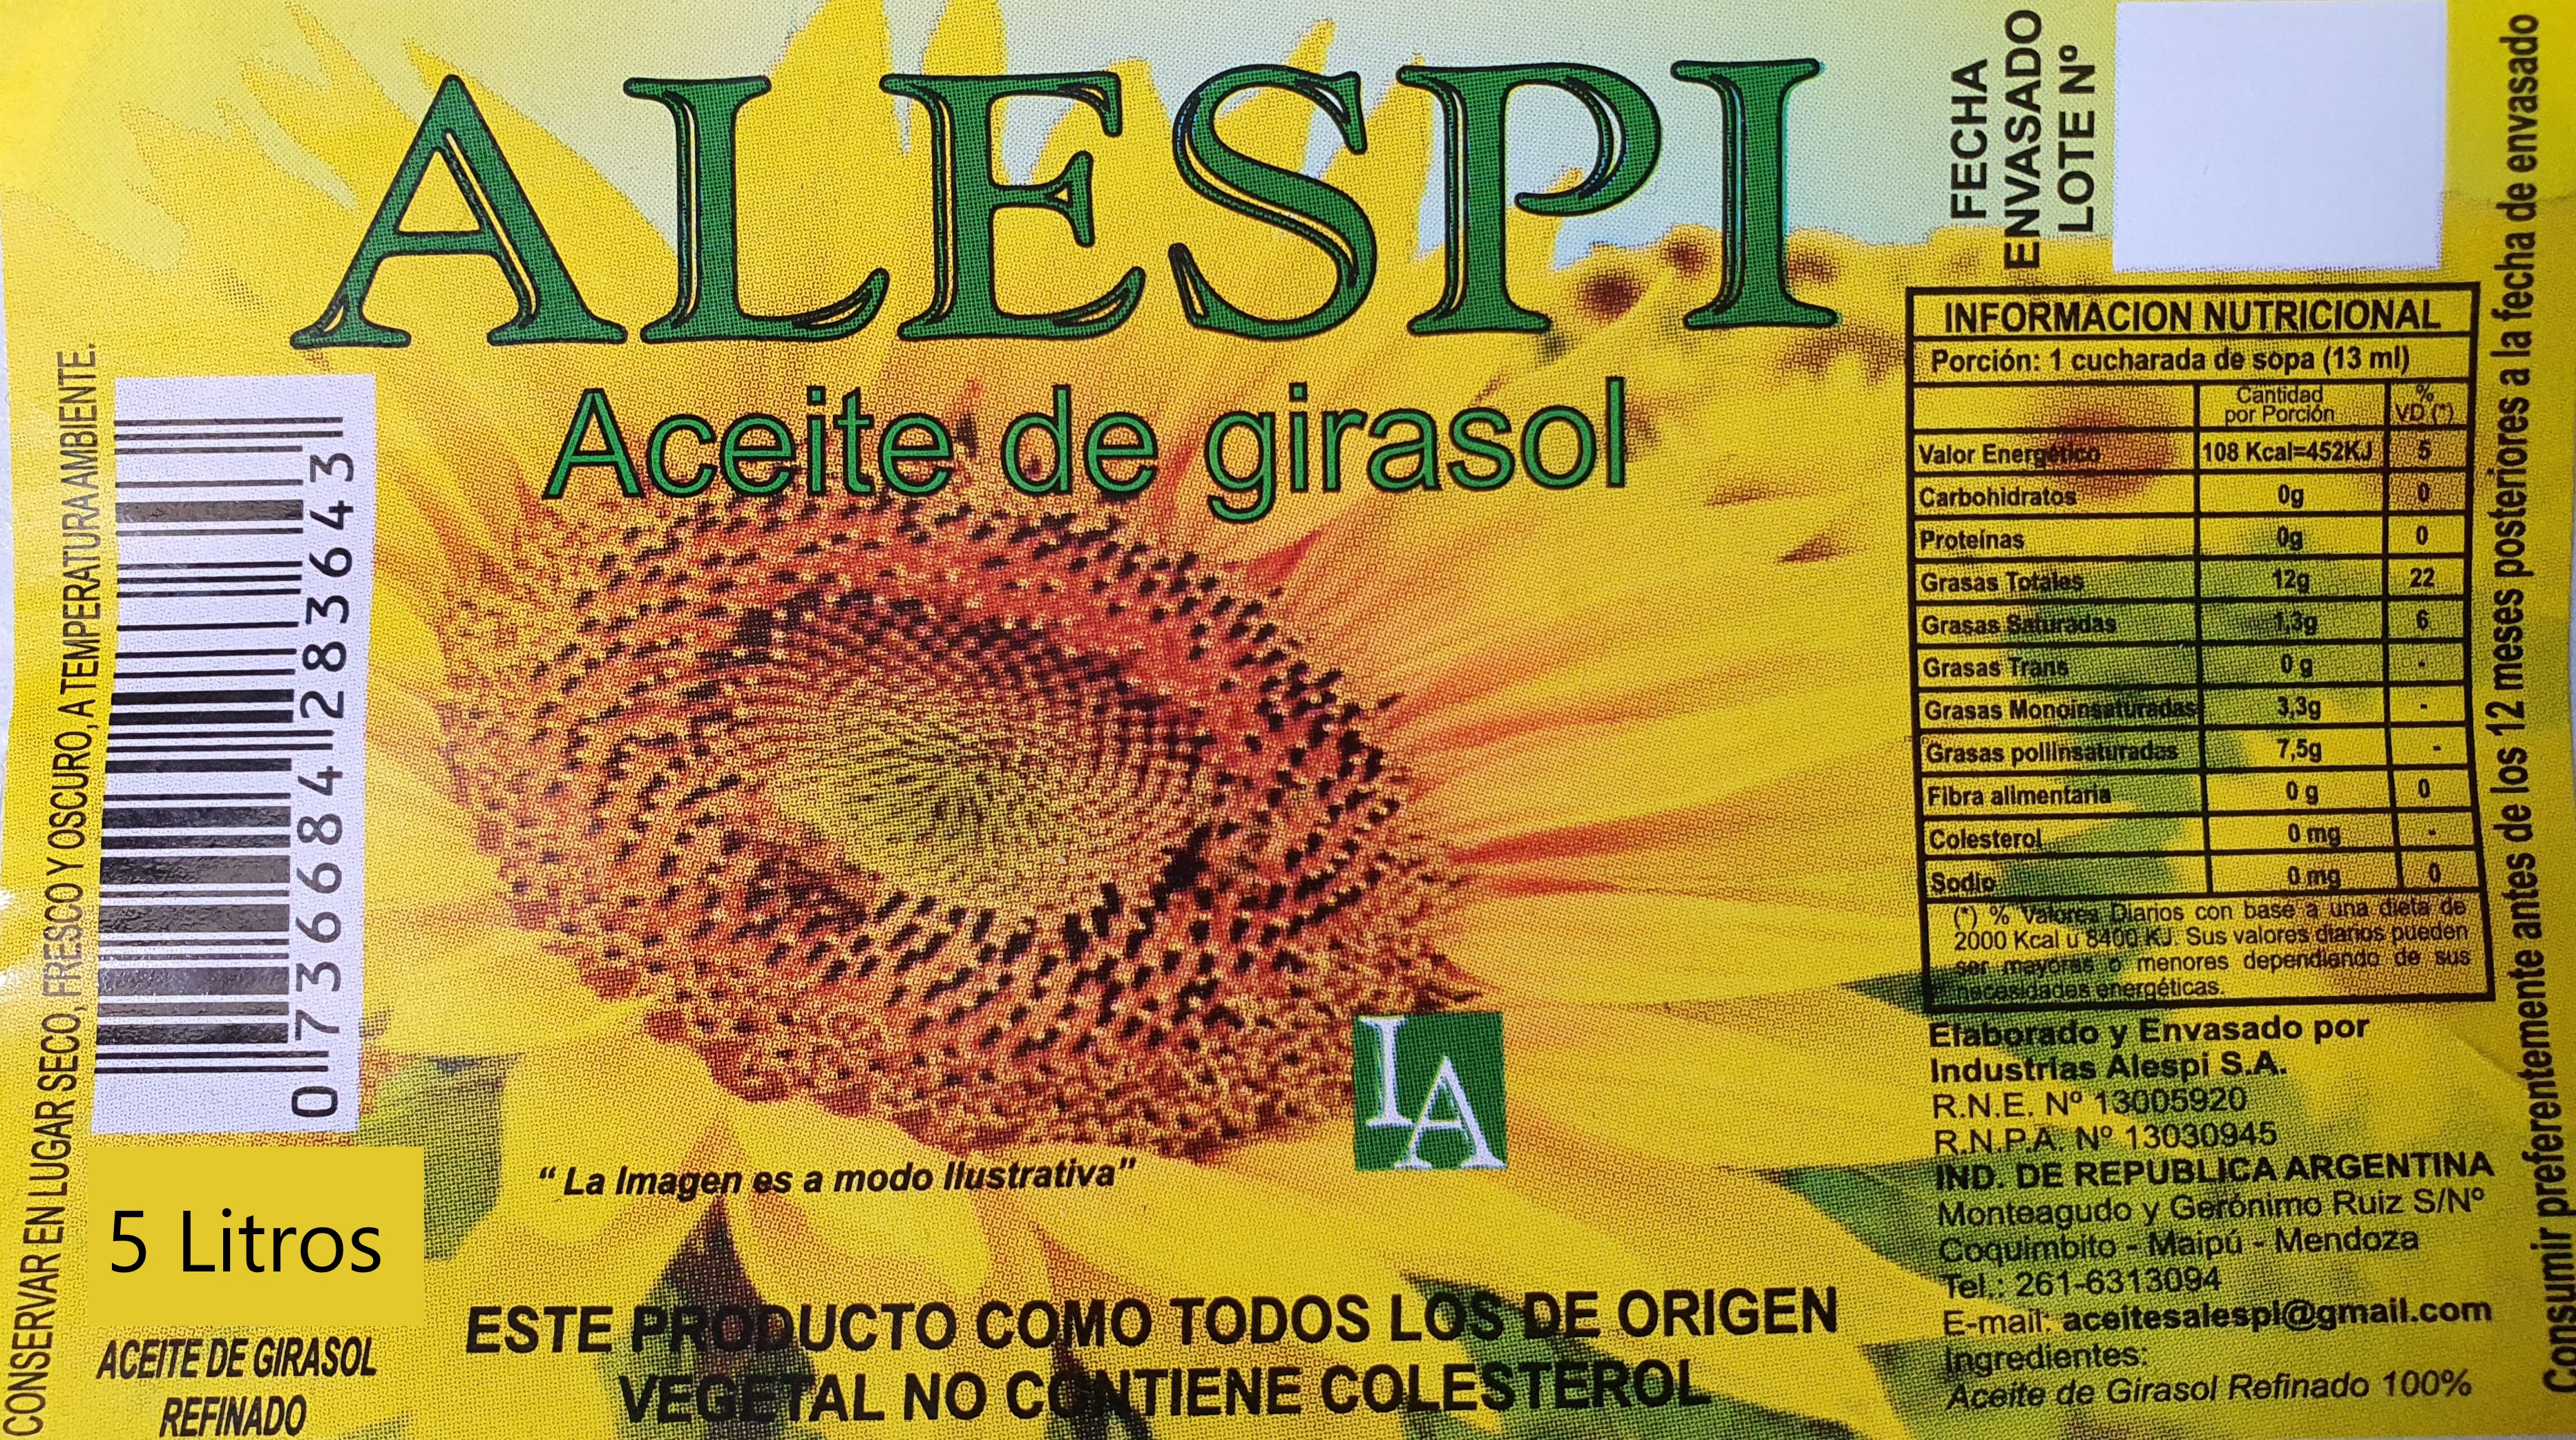 ALESPI
Aceite de girasol
CONSERVAR EN LUGAR SECO, FRESCO Y OSCURO, A TEMPERATURA AMBIENTE.
0 73668 42836 43
5 Litros
ACEITE DE GIRASOL
REFINADO
“ La Imagen es a modo Ilustrativa”
IA
ESTE PRODUCTO COMO TODOS LOS DE ORIGEN
VEGETAL NO CONTIENE COLESTEROL
FECHA
ENVASADO
LOTE Nº
INFORMACION NUTRICIONAL
Porción: 1 cucharada de sopa (13 ml)
Cantidad por Porción % VD (*)
Valor Energético 108 Kcal=452KJ 5
Carbohidratos 0g 0
Proteínas 0g 0
Grasas Totales 12g 22
Grasas Saturadas 1,3g 6
Grasas Trans 0 g -
Grasas Monoinsaturadas 3,3g -
Grasas poliinsaturadas 7,5g -
Fibra alimentaria 0 g 0
Colesterol 0 mg -
Sodio 0 mg 0
(*) % Valores Diarios con base a una dieta de
2000 Kcal u 8400 KJ. Sus valores diarios pueden
ser mayores o menores dependiendo de sus
necesidades energéticas.
Elaborado y Envasado por
Industrias Alespi S.A.
R.N.E. Nº 13005920
R.N.P.A. Nº 13030945
IND. DE REPUBLICA ARGENTINA
Monteagudo y Gerónimo Ruiz S/Nº
Coquimbito - Maipú - Mendoza
Tel.: 261-6313094
E-mail: aceitesalespi@gmail.com
Ingredientes:
Aceite de Girasol Refinado 100%
Consumir preferentemente antes de los 12 meses posteriores a la fecha de envasado